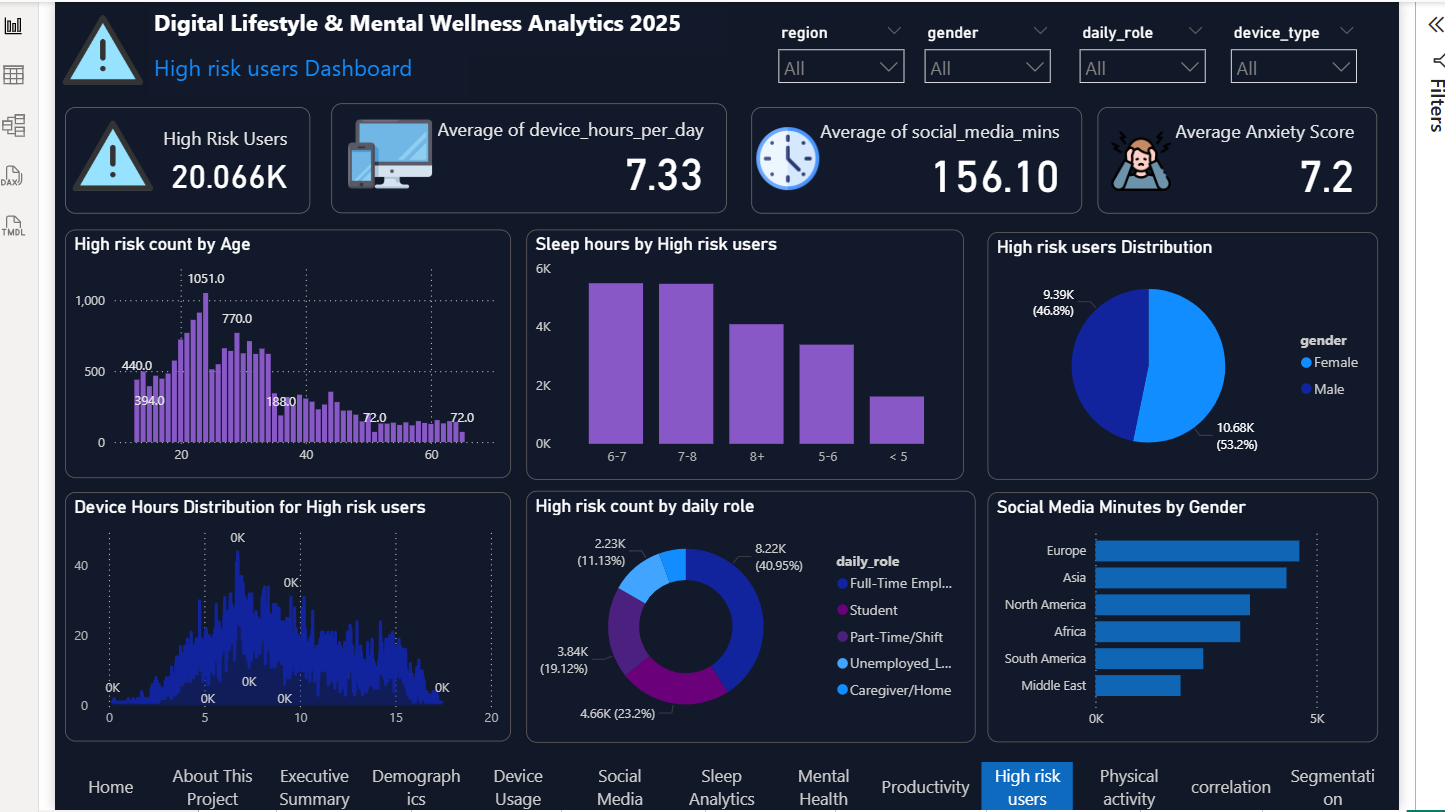 Digital Lifestyle & Mental Wellness Analytics 2025
High risk users Dashboard
region
gender
daily_role
device_type
All
All
All
All
Filters
DAX
TMDL
High Risk Users
20.066K
Average of device_hours_per_day
7.33
Average of social_media_mins
156.10
Average Anxiety Score
7.2
High risk count by Age
1,000
500
0
1051.0
770.0
440.0
394.0
188.0
72.0
72.0
20
40
60
Sleep hours by High risk users
6K
4K
2K
0K
6-7
7-8
8+
5-6
< 5
High risk users Distribution
9.39K
(46.8%)
10.68K
(53.2%)
gender
Female
Male
Device Hours Distribution for High risk users
40
20
0
0K
0K
0K
0K
0K
0K
0K
0
5
10
15
20
High risk count by daily role
2.23K
(11.13%)
8.22K
(40.95%)
3.84K
(19.12%)
4.66K (23.2%)
daily_role
Full-Time Empl...
Student
Part-Time/Shift
Unemployed_L...
Caregiver/Home
Social Media Minutes by Gender
Europe
Asia
North America
Africa
South America
Middle East
0K
5K
Home
About This
Project
Executive
Summary
Demograph
ics
Device
Usage
Social
Media
Sleep
Analytics
Mental
Health
Productivity
High risk
users
Physical
activity
correlation
Segmentati
on